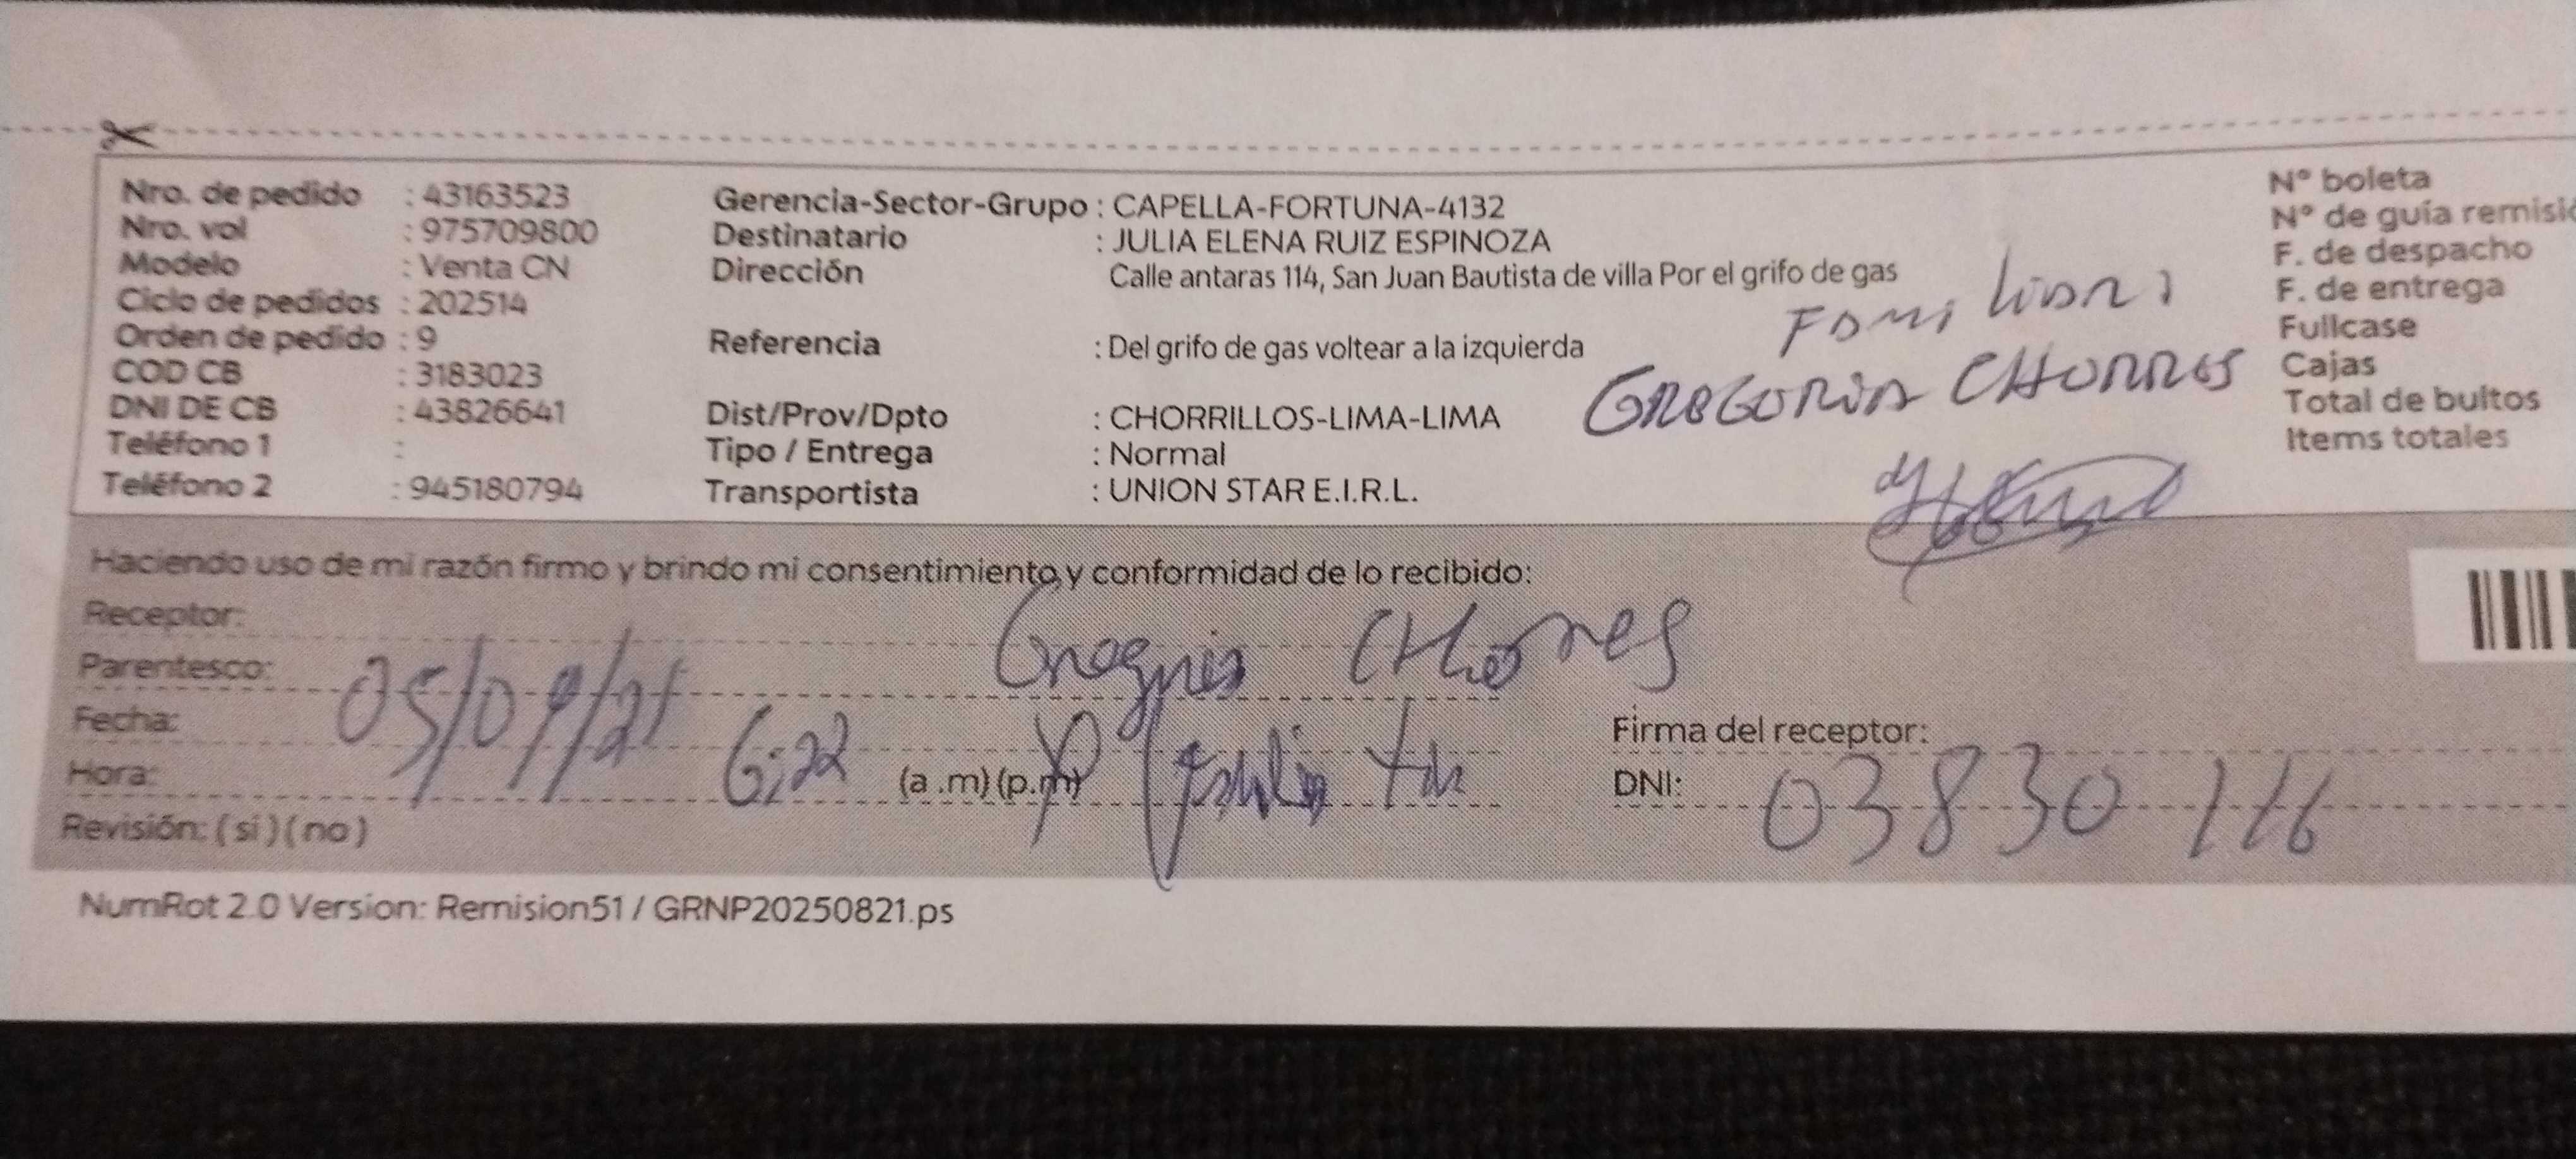 Nro. de pedido : 43163523
Nro. vol : 975709800
Modelo : Venta CN
Ciclo de pedidos : 202514
Orden de pedido : 9
COD CB : 3183023
DNI DE CB : 43826641
Teléfono 1 :
Teléfono 2 : 945180794
Gerencia-Sector-Grupo : CAPELLA-FORTUNA-4132
Destinatario : JULIA ELENA RUIZ ESPINOZA
Dirección Calle antaras 114, San Juan Bautista de villa Por el grifo de gas
Referencia : Del grifo de gas voltear a la izquierda
Dist/Prov/Dpto : CHORRILLOS-LIMA-LIMA
Tipo / Entrega : Normal
Transportista : UNION STAR E.I.R.L.
GREGORIA CHORRES
N° boleta
N° de guía
F. de despacho
F. de entrega
Fullcase
Cajas
Total de bultos
Items totales
Haciendo uso de mi razón firmo y brindo mi consentimiento y conformidad de lo recibido:
Receptor:
CHorres
Parentesco:
Fecha:
Firma del receptor:
Hora: 6:22 (a .m) (p.m)
DNI: 03830116
Revisión: ( si ) ( no )
NumRot 2.0 Version: Remision51 / GRNP20250821.ps